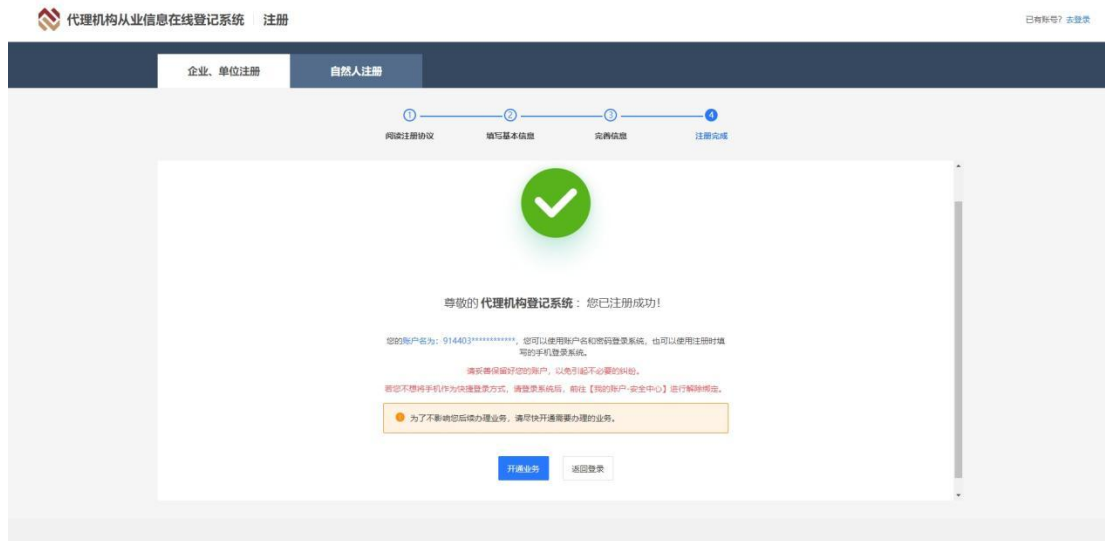 代理机构从业信息在线登记系统 注册
已有账号? 去登录
企业、单位注册 自然人注册
1 2 3 4
阅读注册协议 填写基本信息 完善信息 注册完成
尊敬的 代理机构登记系统 : 您已注册成功!
您的账户名为: 914403************, 您可以使用账户名和密码登录系统, 也可以使用注册时填
写的手机登录系统。
请妥善保留好您的账户, 以免引起不必要的纠纷。
若您不想将手机作为快捷登录方式, 请登录系统后, 前往【我的账户-安全中心】进行解除绑定。
为了不影响您后续办理业务, 请尽快开通需要办理的业务。
开通业务 返回登录